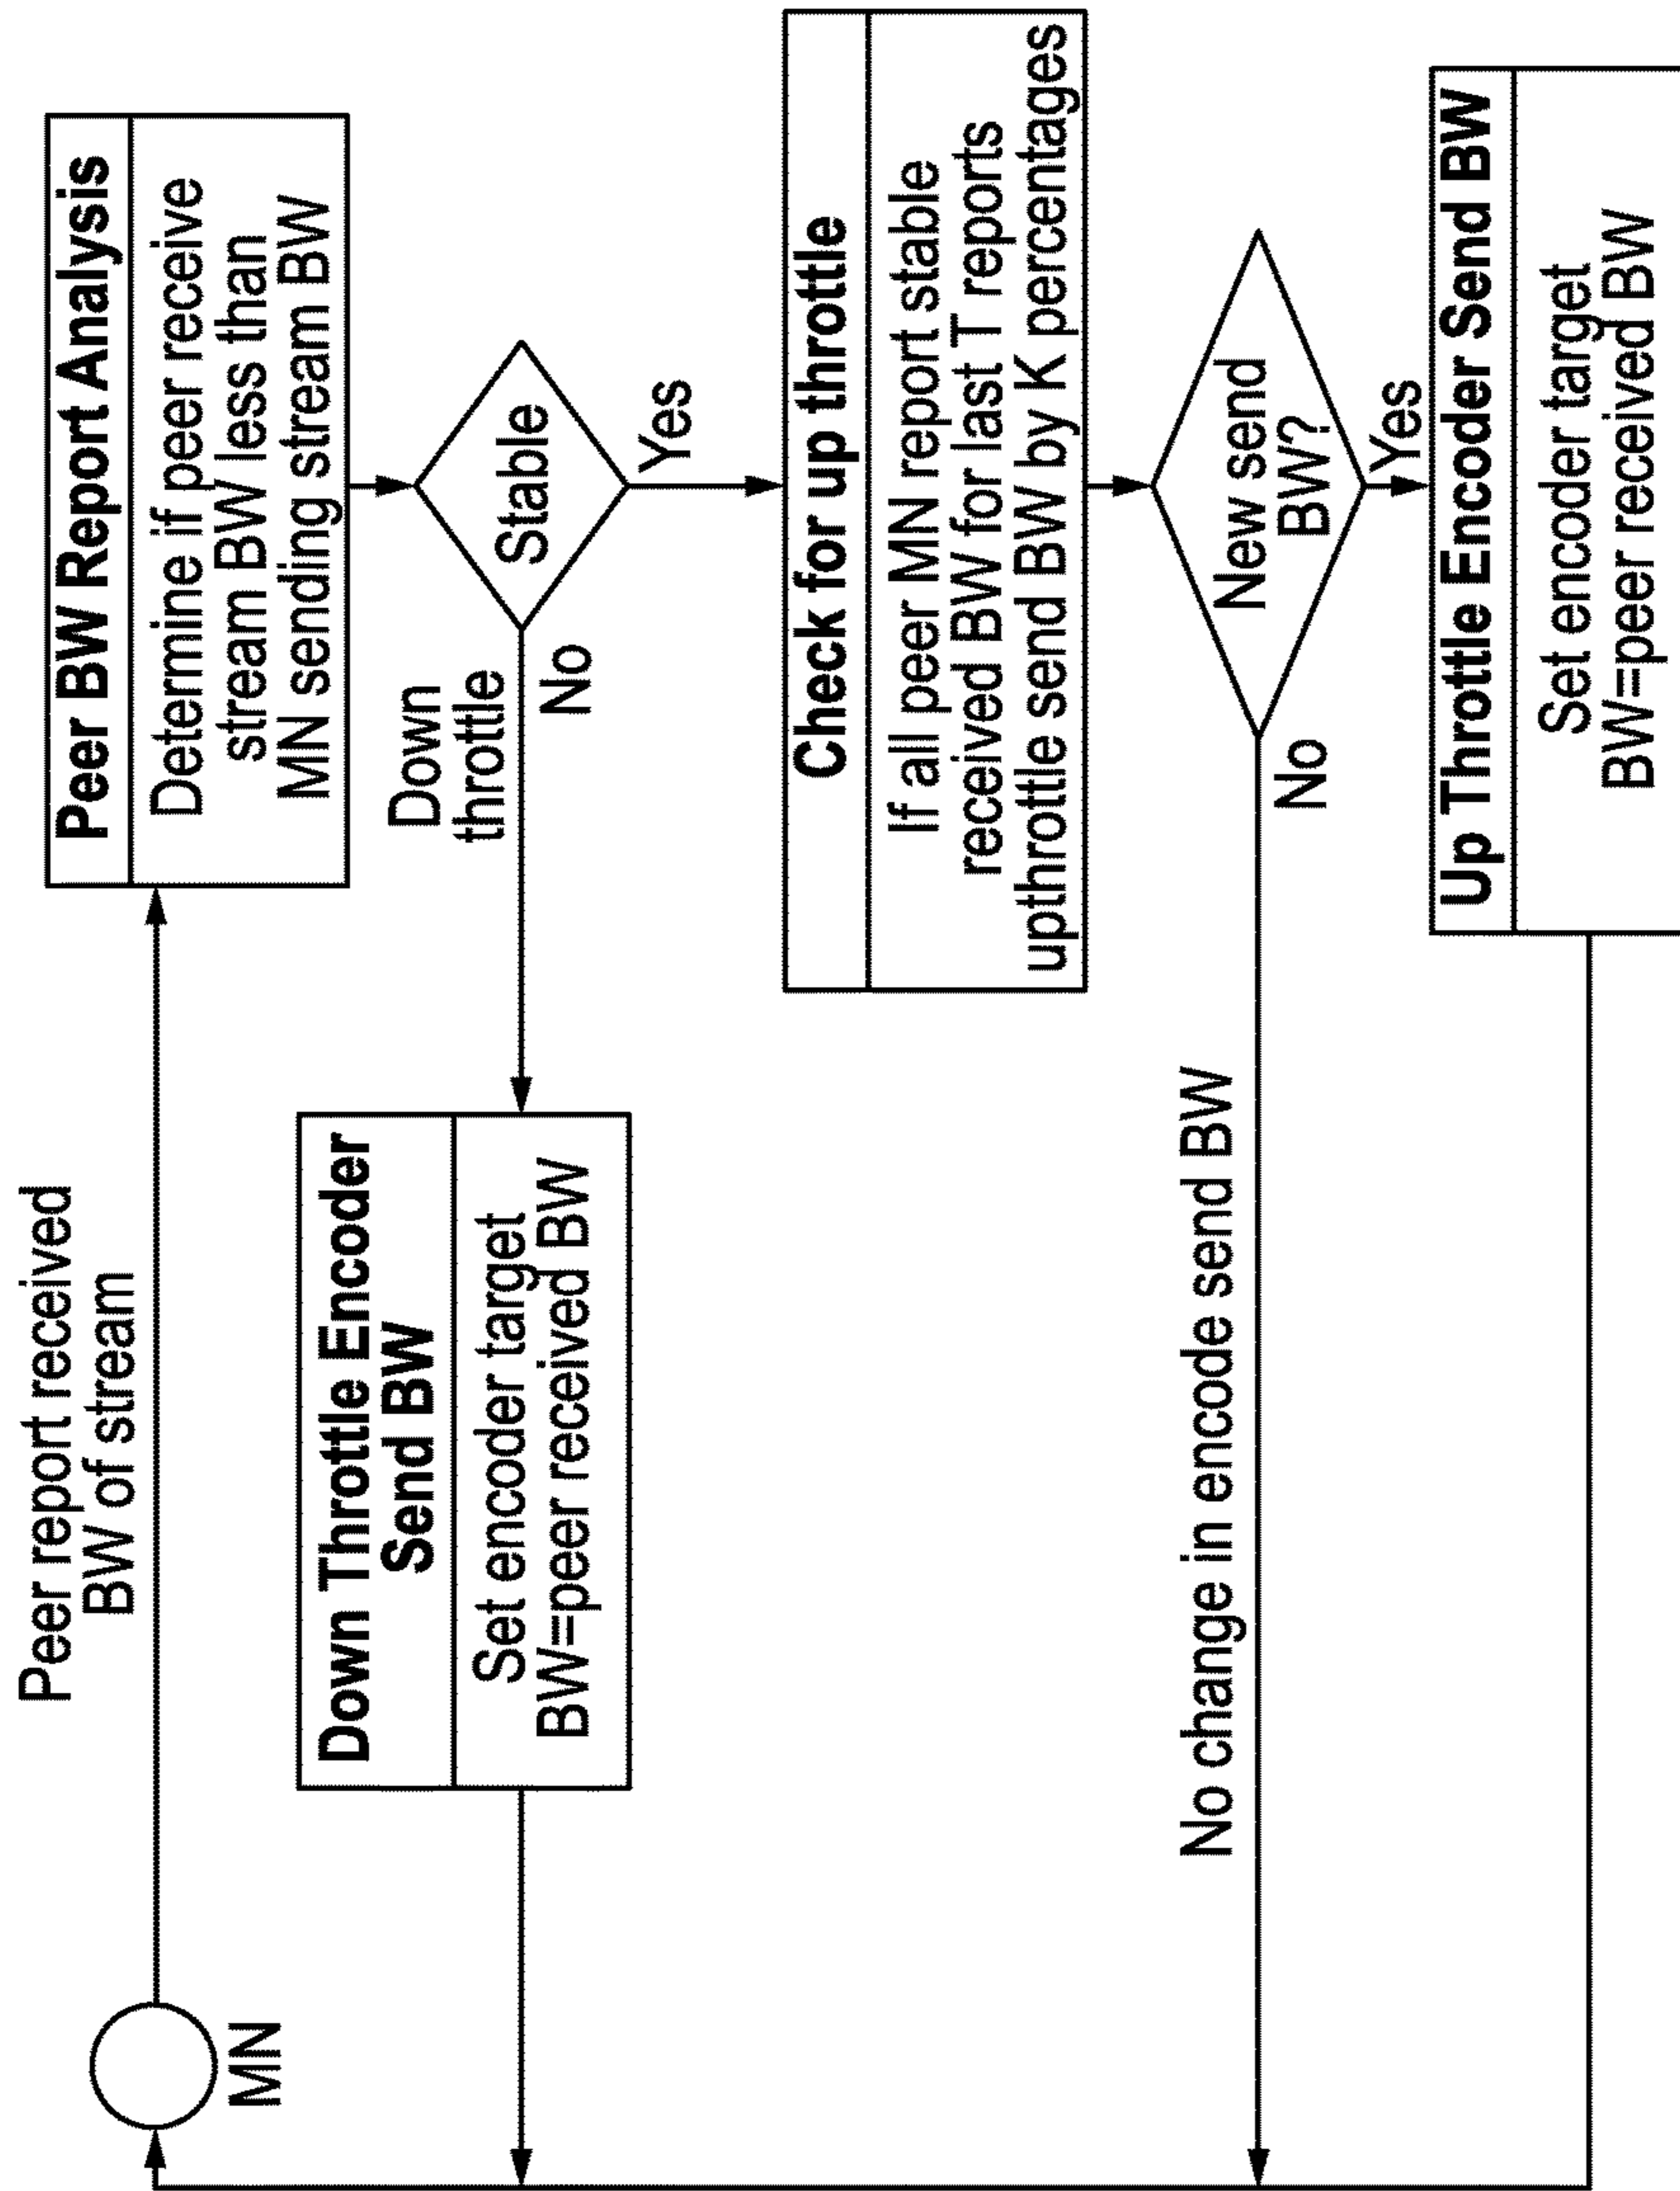 Peer report received
BW of stream
MN
Peer BW Report Analysis
Determine if peer receive
stream BW less than
MN sending stream BW
Stable
Down
throttle
No
Yes
Down Throttle Encoder
Send BW
Set encoder target
BW=peer received BW
Check for up throttle
If all peer MN report stable
received BW for last T reports
upthrottle send BW by K percentages
New send
BW?
No
Yes
No change in encode send BW
Up Throttle Encoder Send BW
Set encoder target
BW=peer received BW